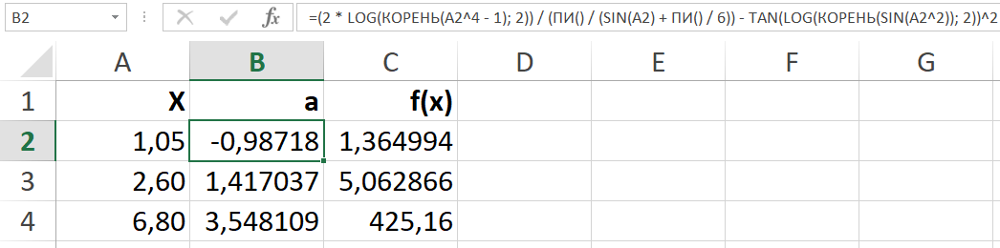 B2 fx =(2 * LOG(КОРЕНЬ(A2^4 - 1); 2)) / (ПИ() / (SIN(A2) + ПИ() / 6)) - TAN(LOG(КОРЕНЬ(SIN(A2^2)); 2))^2
A B C D E F G
1 X a f(x)
2 1,05 -0,98718 1,364994
3 2,60 1,417037 5,062866
4 6,80 3,548109 425,16